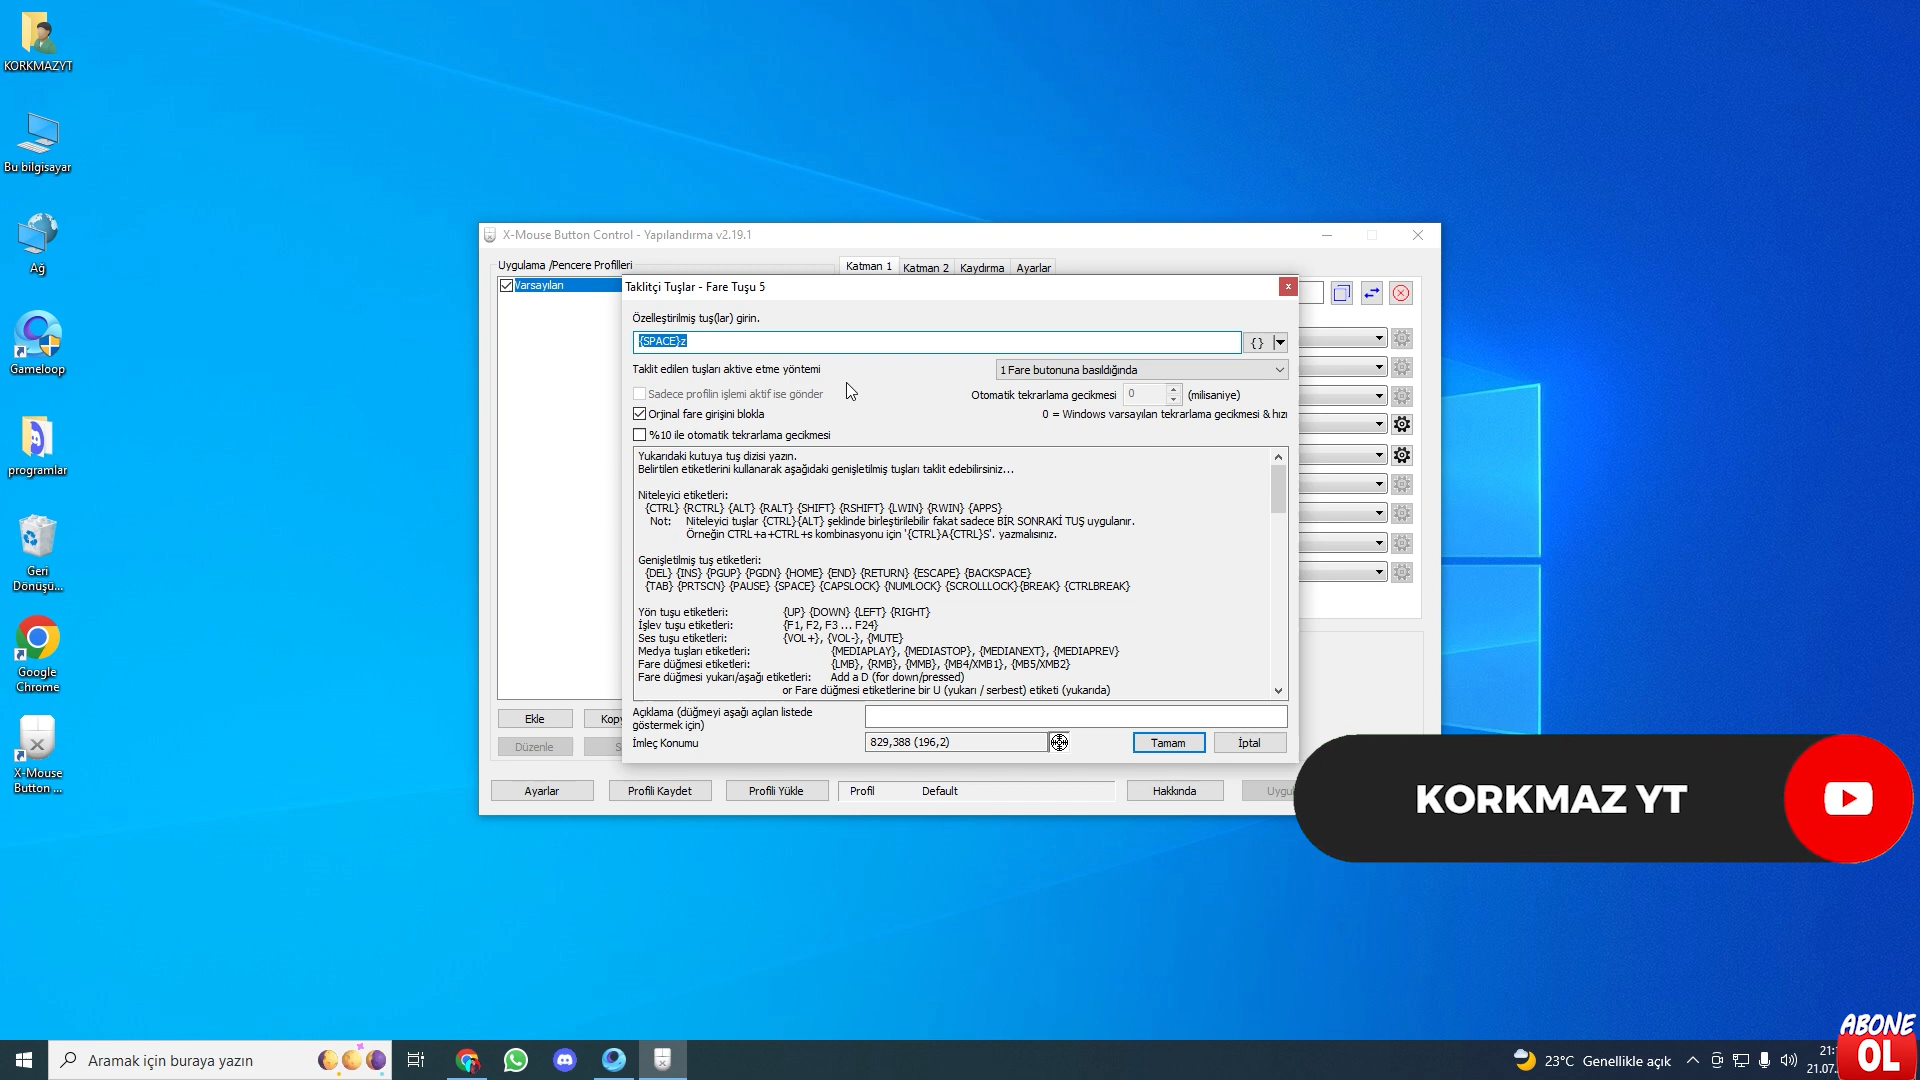 KORKMAZYT
Bu bilgisayar
Ağ
Gameloop
programlar
Geri
Dönüşü...
Google
Chrome
X-Mouse
Button ...
X-Mouse Button Control - Yapılandırma v2.19.1
Uygulama /Pencere Profilleri
Katman 1 Katman 2 Kaydırma Ayarlar
Varsayılan
Taklitçi Tuşlar - Fare Tuşu 5
Özelleştirilmiş tuş(lar) girin.
{SPACE}z
{ }
Taklit edilen tuşları aktive etme yöntemi
1 Fare butonuna basıldığında
Sadece profilin işlemi aktif ise gönder
Otomatik tekrarlama gecikmesi 0 (milisaniye)
Orjinal fare girişini blokla
0 = Windows varsayılan tekrarlama gecikmesi & hızı
%10 ile otomatik tekrarlama gecikmesi
Yukarıdaki kutuya tuş dizisi yazın.
Belirtilen etiketlerini kullanarak aşağıdaki genişletilmiş tuşları taklit edebilirsiniz...
Niteleyici etiketleri:
{CTRL} {RCTRL} {ALT} {RALT} {SHIFT} {RSHIFT} {LWIN} {RWIN} {APPS}
Not: Niteleyici tuşlar {CTRL}{ALT} şeklinde birleştirilebilir fakat sadece BİR SONRAKİ TUŞ uygulanır.
Örneğin CTRL+a+CTRL+s kombinasyonu için '{CTRL}A{CTRL}S'. yazmalısınız.
Genişletilmiş tuş etiketleri:
{DEL} {INS} {PGUP} {PGDN} {HOME} {END} {RETURN} {ESCAPE} {BACKSPACE}
{TAB} {PRTSCN} {PAUSE} {SPACE} {CAPSLOCK} {NUMLOCK} {SCROLLLOCK}{BREAK} {CTRLBREAK}
Yön tuşu etiketleri: {UP} {DOWN} {LEFT} {RIGHT}
İşlev tuşu etiketleri: {F1, F2, F3 ... F24}
Ses tuşu etiketleri: {VOL+}, {VOL-}, {MUTE}
Medya tuşları etiketleri: {MEDIAPLAY}, {MEDIASTOP}, {MEDIANEXT}, {MEDIAPREV}
Fare düğmesi etiketleri: {LMB}, {RMB}, {MMB}, {MB4/XMB1}, {MB5/XMB2}
Fare düğmesi yukarı/aşağı etiketleri: Add a D (for down/pressed)
or Fare düğmesi etiketlerine bir U (yukarı / serbest) etiketi (yukarıda)
Açıklama (düğmeyi aşağı açılan listede
göstermek için)
İmleç Konumu 829,388 (196,2)
Tamam İptal
Ekle Kopy
Düzenle S
Ayarlar Profili Kaydet Profili Yükle Profil Default Hakkında Uygu
KORKMAZ YT
ABONE
OL
Aramak için buraya yazın
23°C Genellikle açık
21:
21.07.